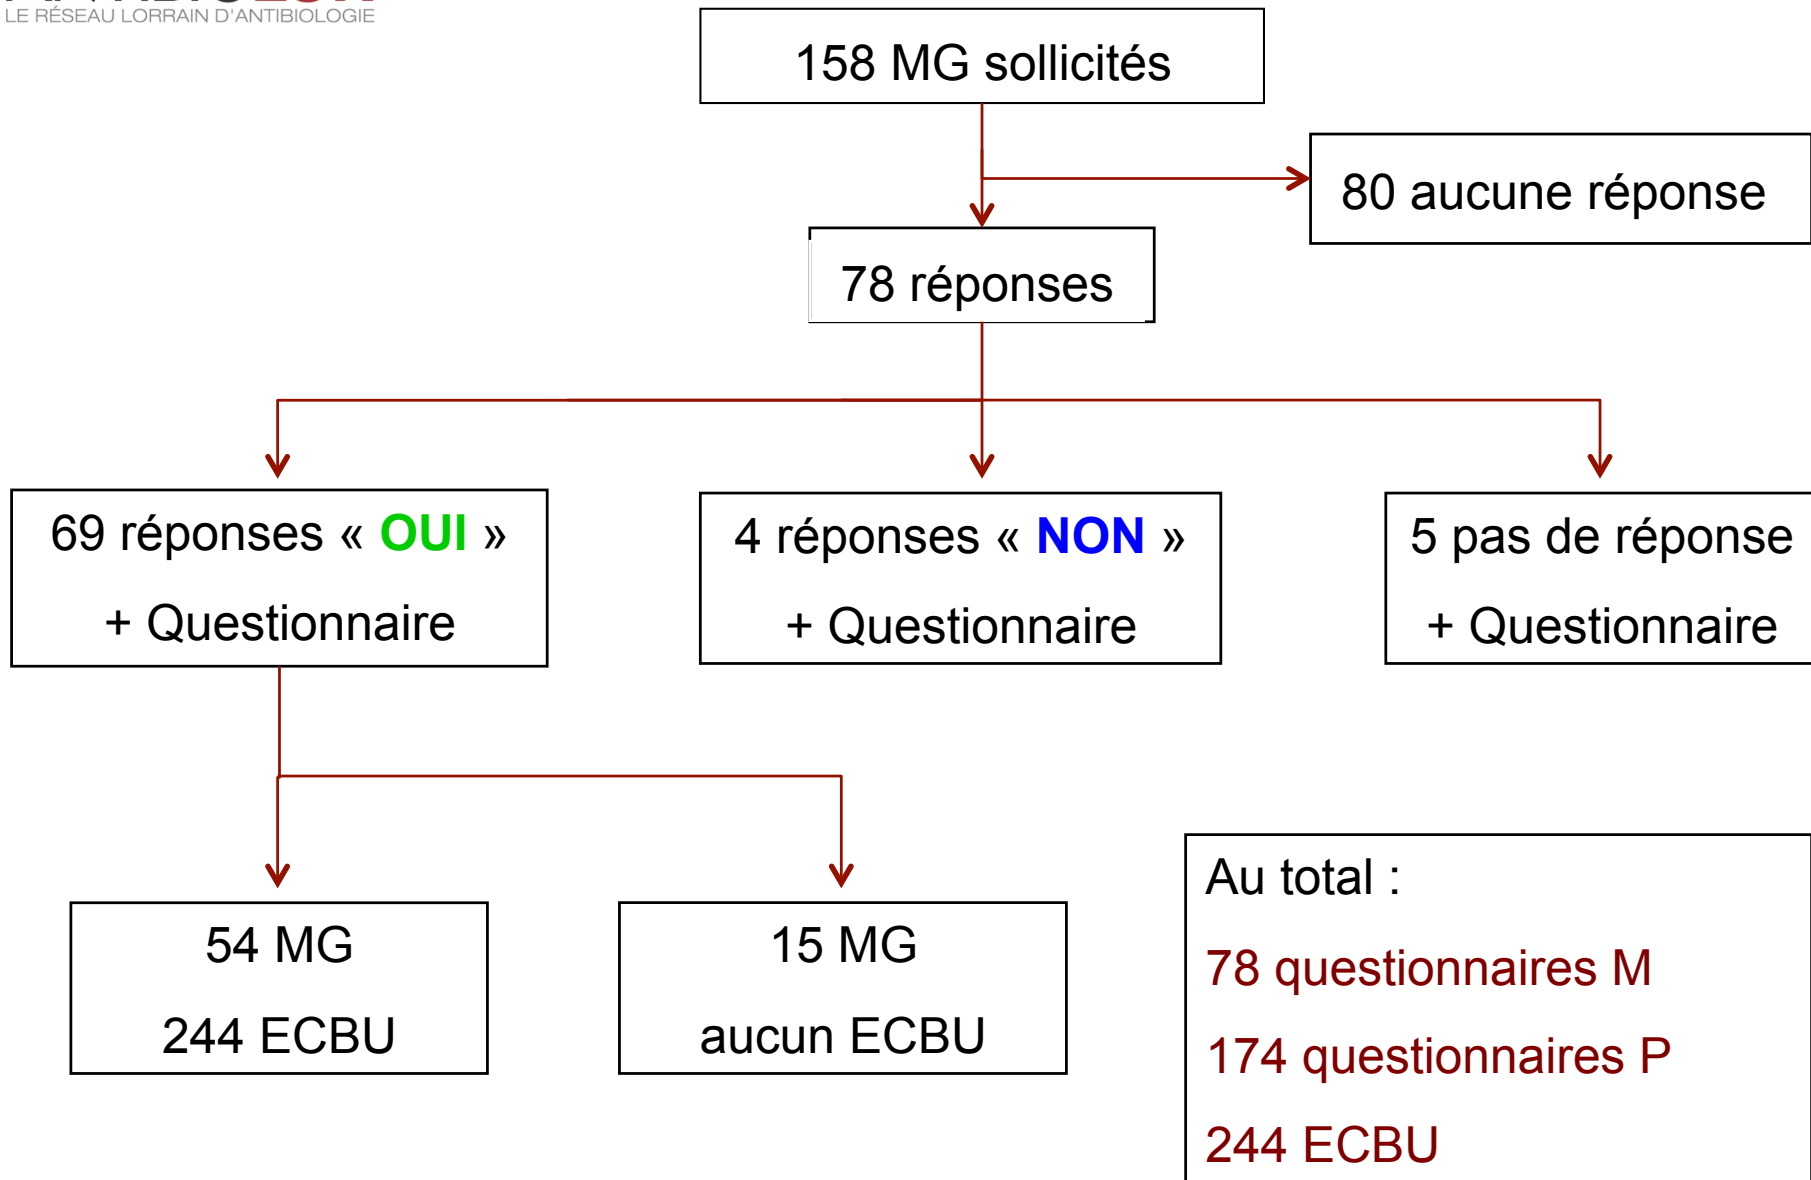 LE RÉSEAU LORRAIN D'ANTIBIOLOGIE
158 MG sollicités
80 aucune réponse
78 réponses
69 réponses « OUI »
+ Questionnaire
4 réponses « NON »
+ Questionnaire
5 pas de réponse
+ Questionnaire
54 MG
244 ECBU
15 MG
aucun ECBU
Au total :
78 questionnaires M
174 questionnaires P
244 ECBU